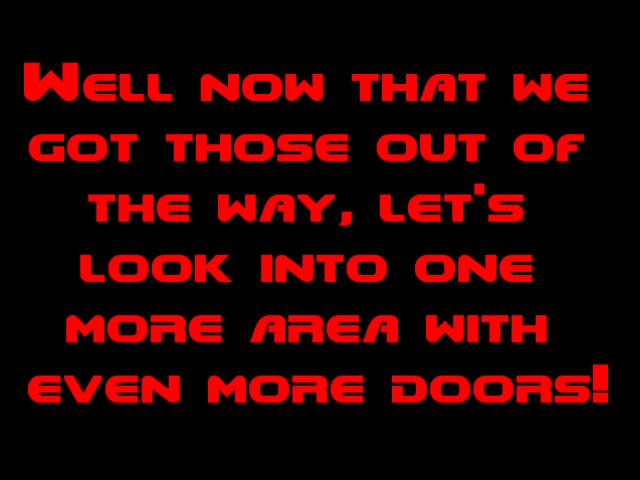 Well now that we
got those out of
the way, let's
look into one
more area with
even more doors!